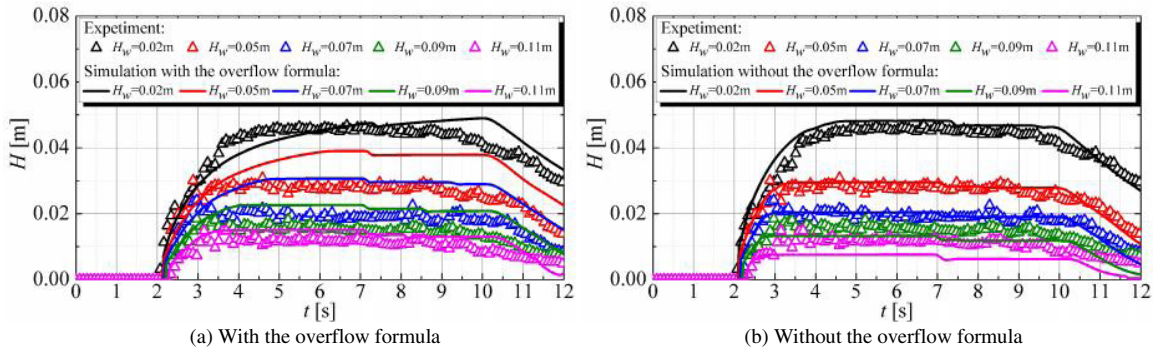 0.08
0.06
0.04
0.02
0.00
H [m]
Expetiment:
H_W=0.02m H_W=0.05m H_W=0.07m H_W=0.09m H_W=0.11m
Simulation with the overflow formula:
H_W=0.02m H_W=0.05m H_W=0.07m H_W=0.09m H_W=0.11m
0 1 2 3 4 5 6 7 8 9 10 11 12
t [s]
(a) With the overflow formula
0.08
0.06
0.04
0.02
0.00
H [m]
Expetiment:
H_W=0.02m H_W=0.05m H_W=0.07m H_W=0.09m H_W=0.11m
Simulation without the overflow formula:
H_W=0.02m H_W=0.05m H_W=0.07m H_W=0.09m H_W=0.11m
0 1 2 3 4 5 6 7 8 9 10 11 12
t [s]
(b) Without the overflow formula